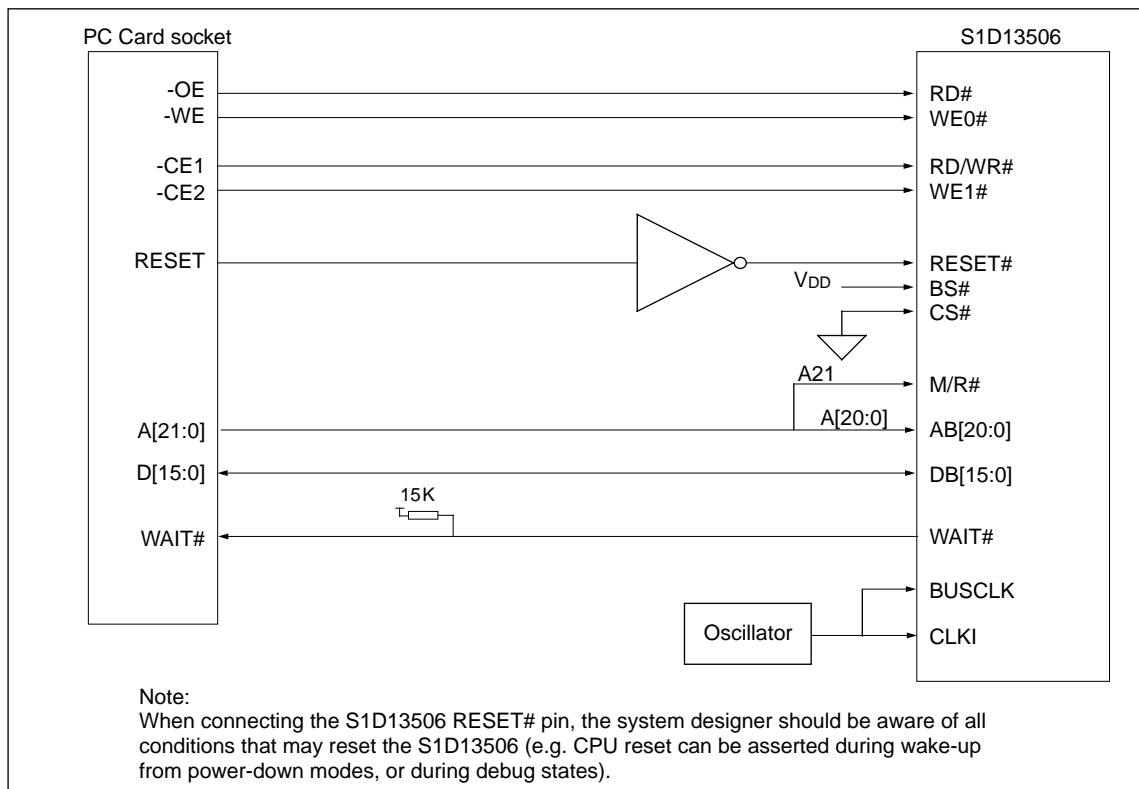 PC Card socket
S1D13506
-OE
RD#
-WE
WE0#
-CE1
RD/WR#
-CE2
WE1#
RESET
RESET#
VDD
BS#
CS#
A21
M/R#
A[21:0]
A[20:0]
AB[20:0]
D[15:0]
DB[15:0]
15K
WAIT#
WAIT#
BUSCLK
Oscillator
CLKI
Note:
When connecting the S1D13506 RESET# pin, the system designer should be aware of all
conditions that may reset the S1D13506 (e.g. CPU reset can be asserted during wake-up
from power-down modes, or during debug states).